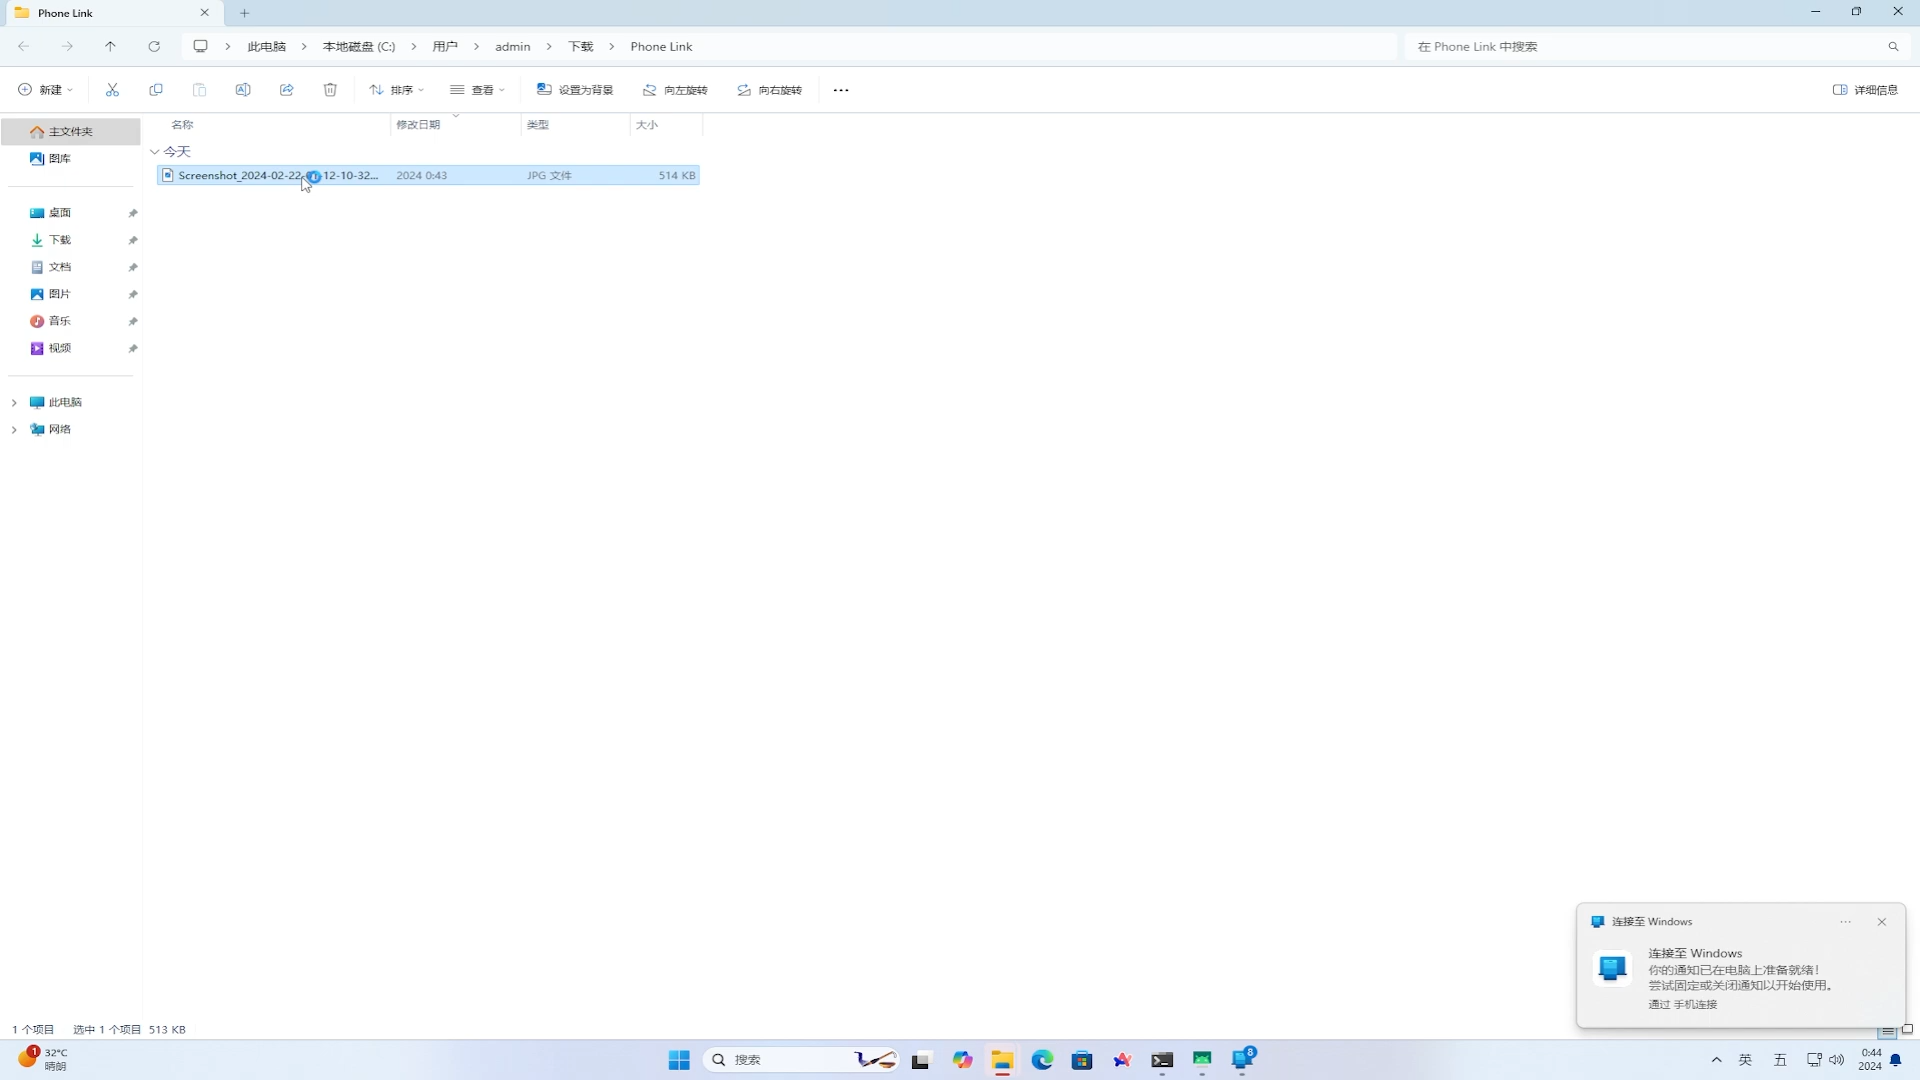 Phone Link
此电脑 本地磁盘 (C:) 用户 admin 下载 Phone Link
在 Phone Link 中搜索
新建 排序 查看 设置为背景 向左旋转 向右旋转 详细信息
名称 修改日期 类型 大小
今天
2024 0:43 JPG 文件 514 KB
主文件夹
图库
桌面
下载
文档
图片
音乐
视频
此电脑
网络
连接至 Windows
连接至 Windows
你的通知已在电脑上准备就绪!
尝试固定或关闭通知以开始使用。
通过 手机连接
1 个项目 选中 1 个项目 513 KB
1
32°C
晴朗
搜索
8
英
五
0:44
2024